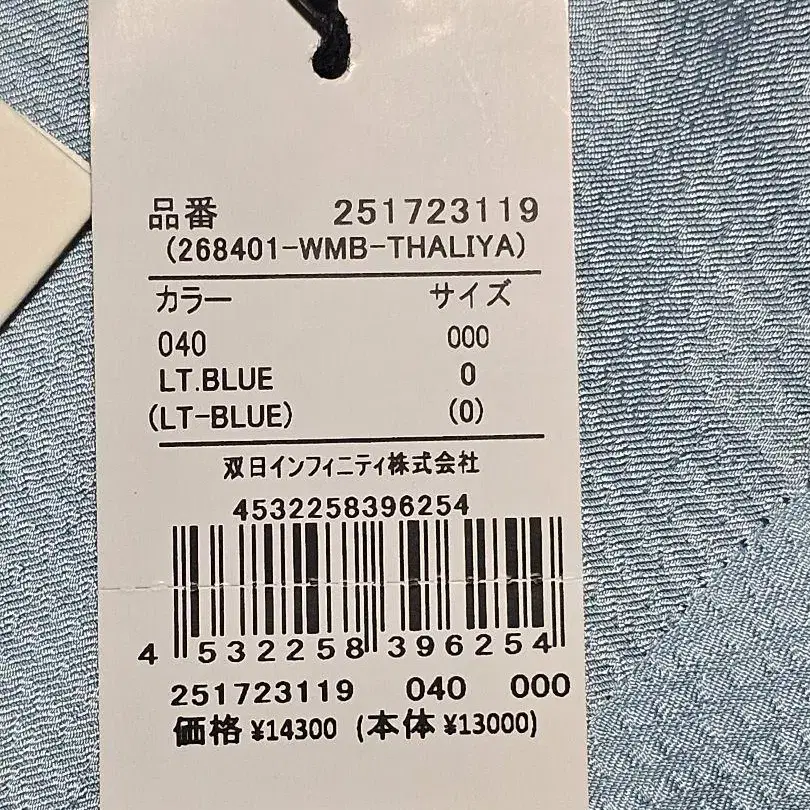 品番 251723119
(268401-WMB-THALIYA)
カラー サイズ
040 000
LT.BLUE 0
(LT-BLUE) (0)
双日インフィニティ株式会社
4532258396254
4 532258 396254
251723119 040 000
価格 ¥14300 (本体 ¥13000)